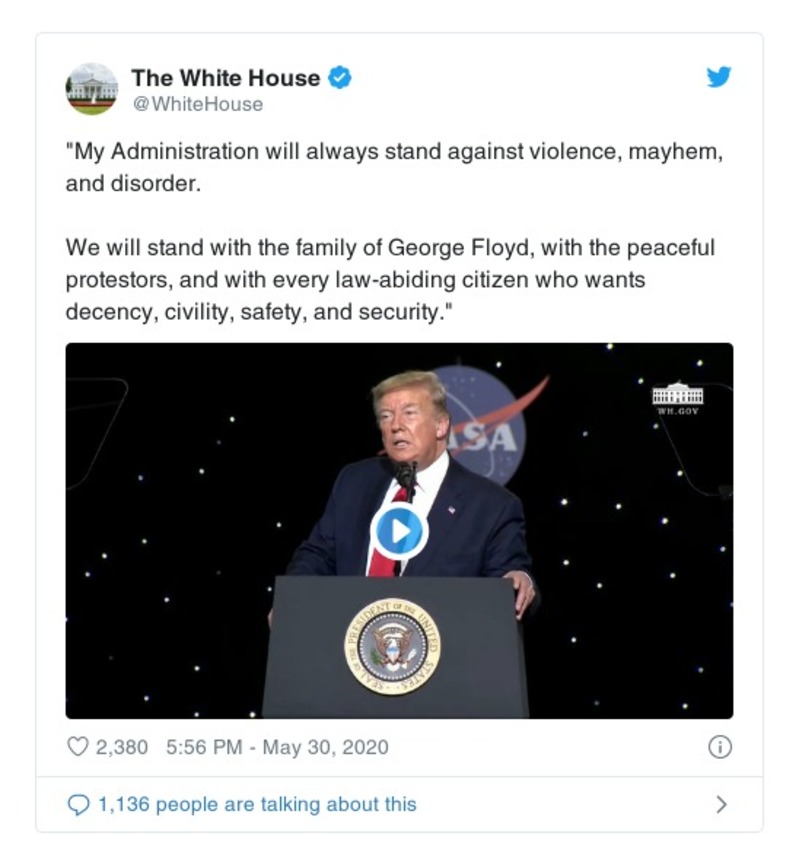 The White House
@WhiteHouse
"My Administration will always stand against violence, mayhem,
and disorder.
We will stand with the family of George Floyd, with the peaceful
protestors, and with every law-abiding citizen who wants
decency, civility, safety, and security."
ASA
WH.GOV
SEAL OF THE PRESIDENT OF THE UNITED STATES
2,380 5:56 PM - May 30, 2020
1,136 people are talking about this